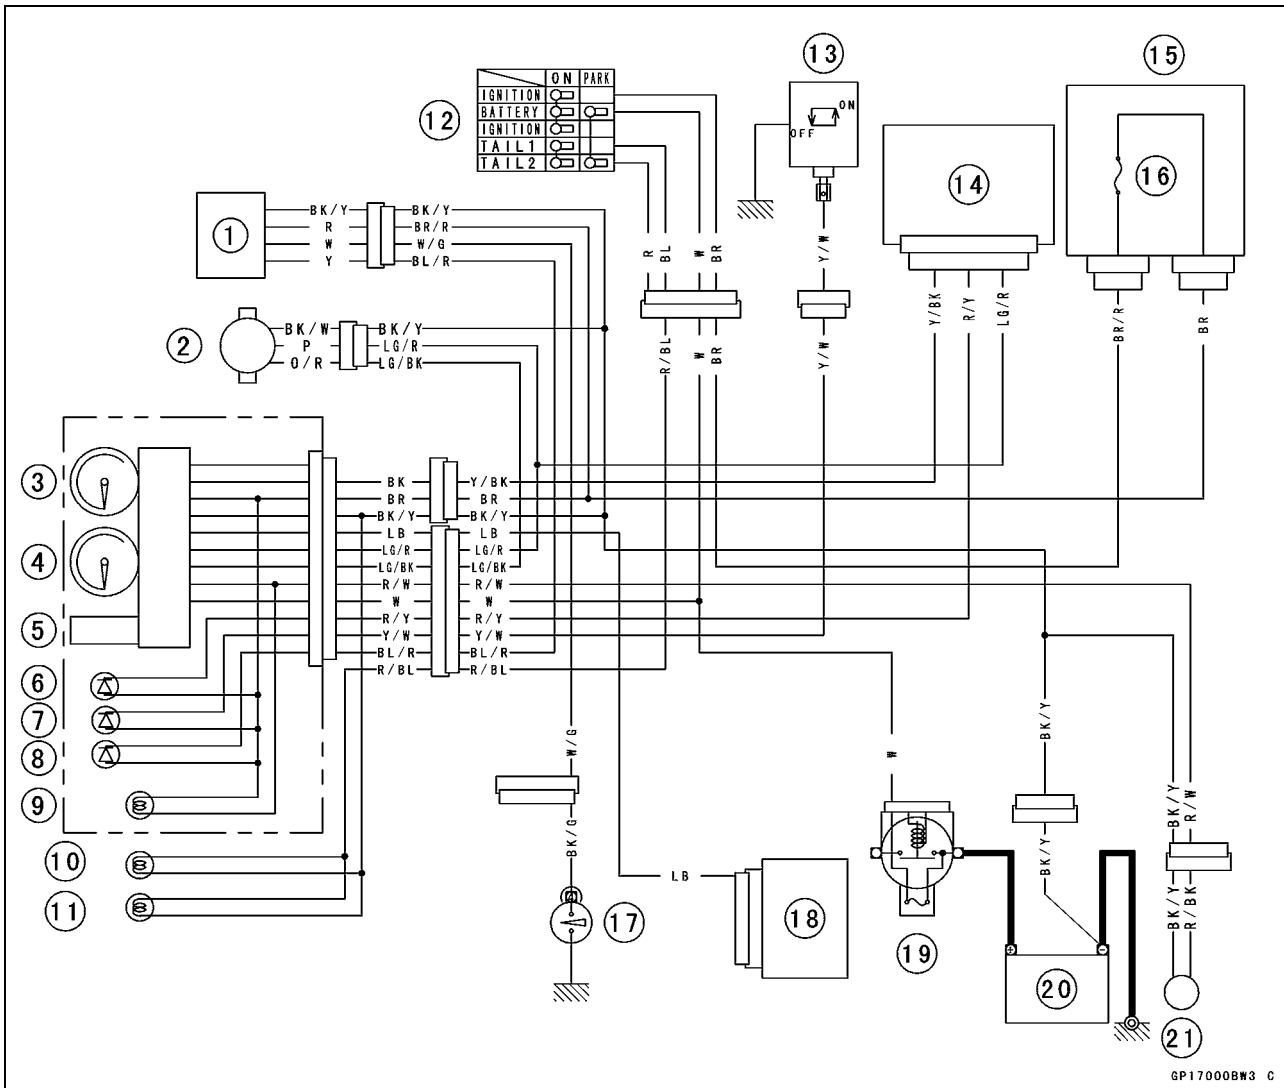 13
15
ON PARK
IGNITION
BATTERY
IGNITION
TAIL1
TAIL2
12
ON
OFF
16
14
1
BK/Y BK/Y
R BR/R
W W/G
Y BL/R
R BL W BR
Y/W
Y/BK R/Y LG/R
BR/R BR
2
BK/W BK/Y
P LG/R
O/R LG/BK
R/BL W BR
Y/W
3
BK Y/BK
BR BR
BK/Y BK/Y
LB LB
4
LG/R LG/R
LG/BK LG/BK
R/W R/W
W W
5
R/Y R/Y
Y/W Y/W
BL/R BL/R
R/BL R/BL
6
7
8
9
10
11
W/G
BK/G
W
BK/Y
BK/Y R/W
BK/Y
BK/Y R/BK
LB
17
18
19
+ -
20
21
GP17000BW3 C